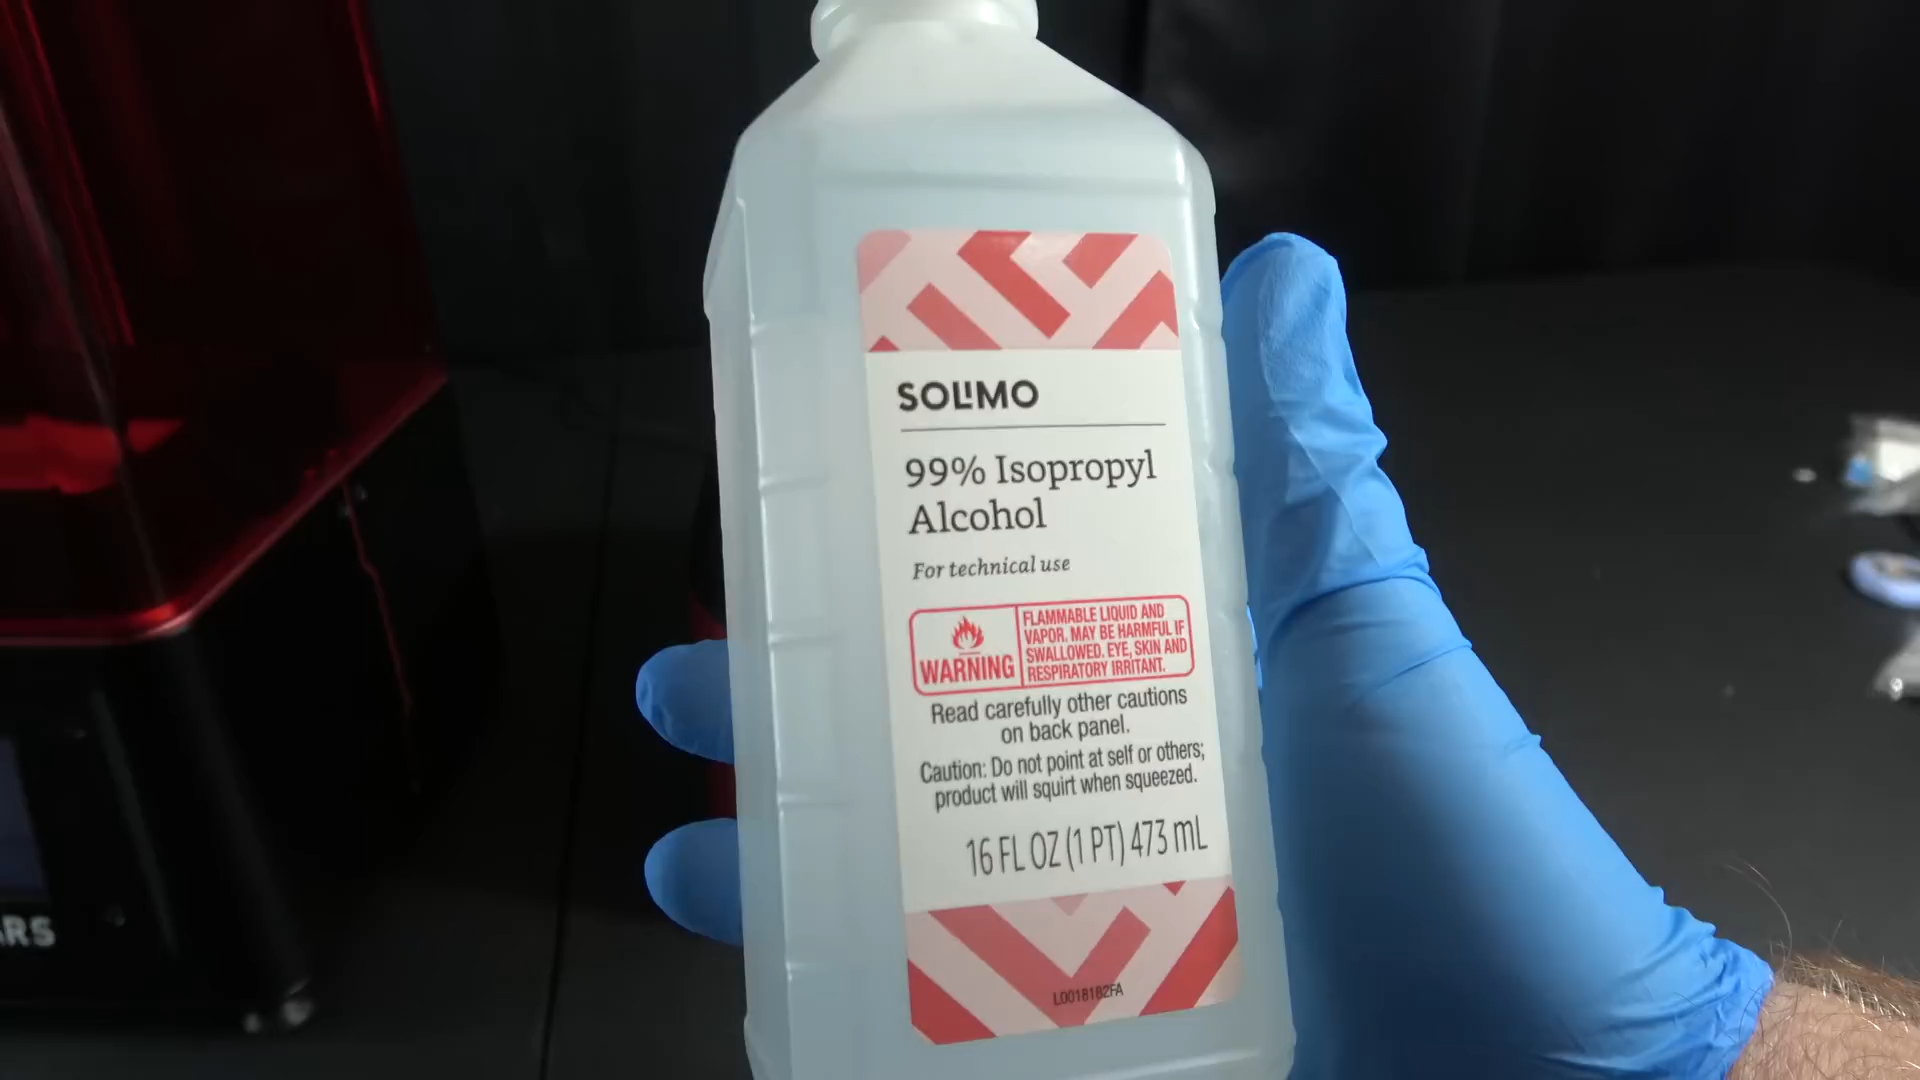 SOLIMO
99% Isopropyl
Alcohol
For technical use
WARNING
FLAMMABLE LIQUID AND
VAPOR. MAY BE HARMFUL IF
SWALLOWED. EYE, SKIN AND
RESPIRATORY IRRITANT.
Read carefully other cautions
on back panel.
Caution: Do not point at self or others;
product will squirt when squeezed.
16 FL OZ (1 PT) 473 mL
L0018182FA
ARS